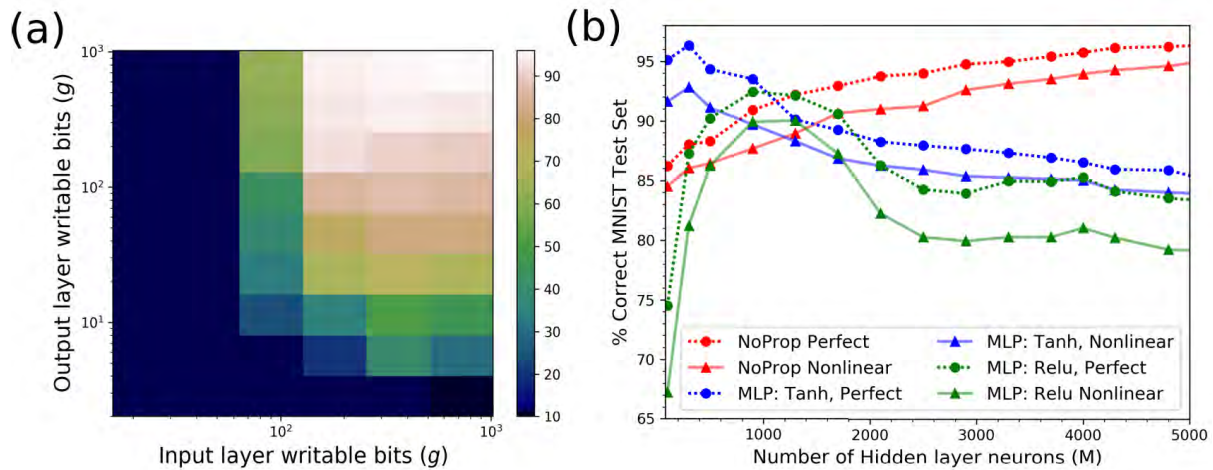 (a)
Output layer writable bits (g)
10³
10²
10¹
10²
10³
Input layer writable bits (g)
90
80
70
60
50
40
30
20
10
(b)
% Correct MNIST Test Set
95
90
85
80
75
70
65
NoProp Perfect
NoProp Nonlinear
MLP: Tanh, Perfect
MLP: Tanh, Nonlinear
MLP: Relu, Perfect
MLP: Relu Nonlinear
1000
2000
3000
4000
5000
Number of Hidden layer neurons (M)